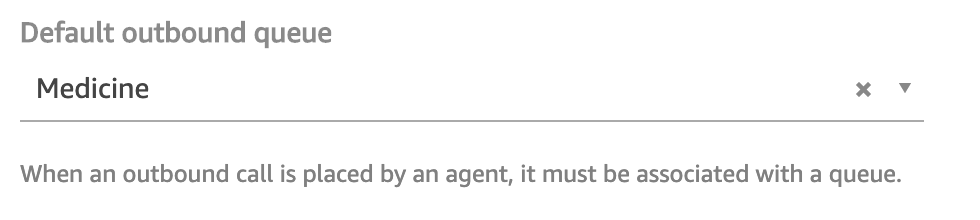 Default outbound queue
Medicine
When an outbound call is placed by an agent, it must be associated with a queue.